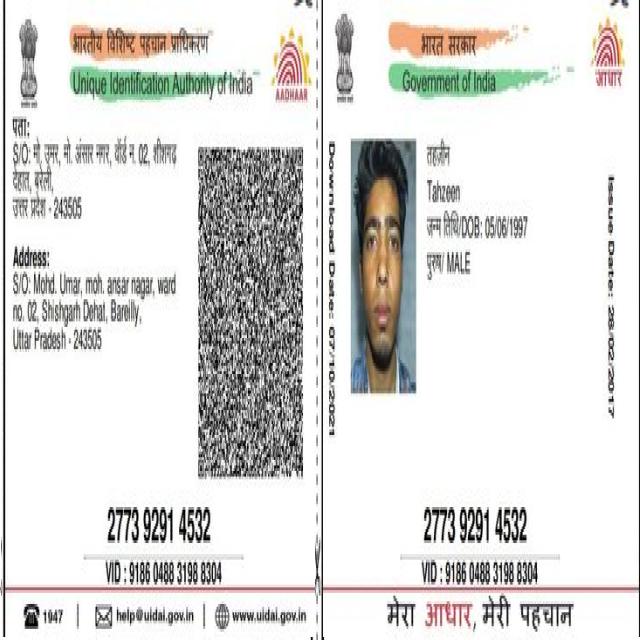 भारतीय विशिष्ट पहचान प्राधिकरण
Unique Identification Authority of India
AADHAAR
पता:
S/O: मो. उमर, मो. अंसार नगर, वॉर्ड न. 02, शीशगढ़
देहात, बरेली,
उत्तर प्रदेश - 243505
Address:
S/O: Mohd. Umar, moh. ansar nagar, ward
no. 02, Shishgarh Dehat, Bareilly,
Uttar Pradesh - 243505
2773 9291 4532
VID : 9186 0488 3198 8304
1947 | help@uidai.gov.in | www.uidai.gov.in
भारत सरकार
Government of India
आधार
Download Date: 07/10/2021
तहज़ीन
Tahzeen
जन्म तिथि/DOB: 05/06/1997
पुरुष/ MALE
Issue Date: 28/02/2017
2773 9291 4532
VID : 9186 0488 3198 8304
मेरा आधार, मेरी पहचान